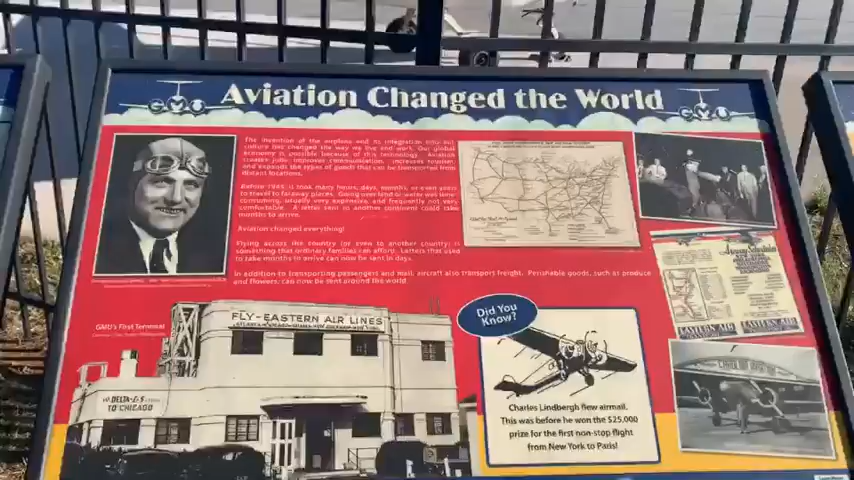 GMU
Aviation Changed the World
GMU
The invention of the airplane and its integration into our
culture has changed the way we live and work. Our global
economy is possible because of this technology. Aviation
creates jobs, improves communication, increases tourism
and expands the types of goods that can be transported from
distant locations.
Before 1945 it took many hours, days, months, or even years
to travel to faraway places. Going over land or water was time-
consuming, usually very expensive, and frequently not very
comfortable. A letter sent to another continent could take
months to arrive.
Aviation changed everything!
Flying across the country (or even to another country) is
something that ordinary families can afford. Letters that used
to take months to arrive can now be sent in days.
In addition to transporting passengers and mail, aircraft also transport freight. Perishable goods, such as produce
and flowers, can now be sent around the world.
EASTERN AIR
EASTERN AIR
GMU's First Terminal
FLY-EASTERN AIR LINES
DELTA-C&S
TO CHICAGO
Did You
Know?
Charles Lindbergh flew airmail.
This was before he won the $25,000
prize for the first non-stop flight
from New York to Paris!